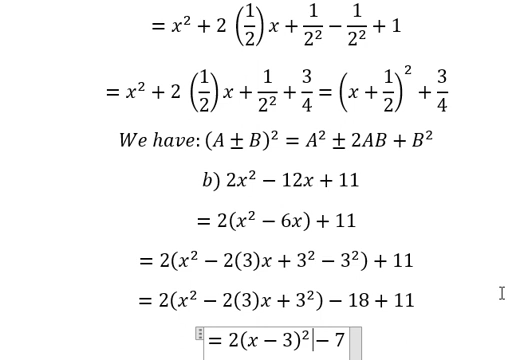 = x² + 2 (1/2) x + 1/2² − 1/2² + 1
= x² + 2 (1/2) x + 1/2² + 3/4 = (x + 1/2)² + 3/4
We have: (A ± B)² = A² ± 2AB + B²
b) 2x² − 12x + 11
= 2(x² − 6x) + 11
= 2(x² − 2(3)x + 3² − 3²) + 11
= 2(x² − 2(3)x + 3²) − 18 + 11
= 2(x − 3)² − 7